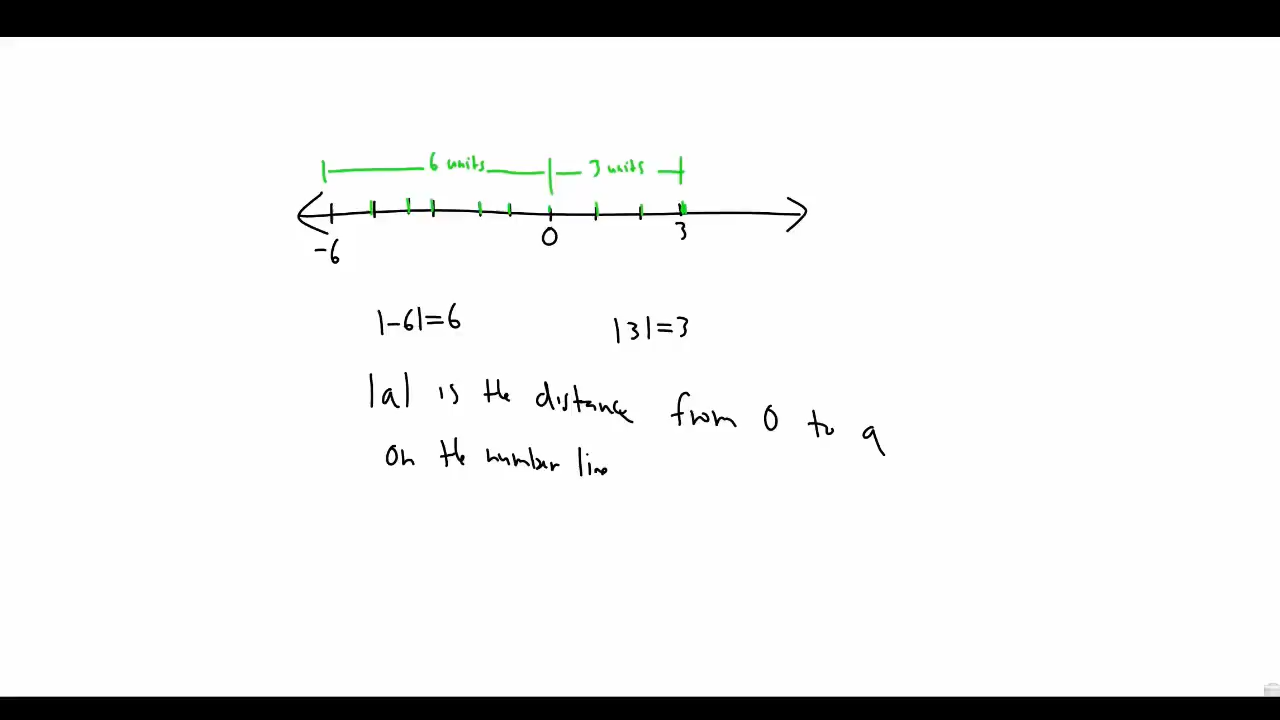 6 units 3 units
-6 0 3
|-6|=6 |3|=3
|a| is the distance from 0 to a
on the number line